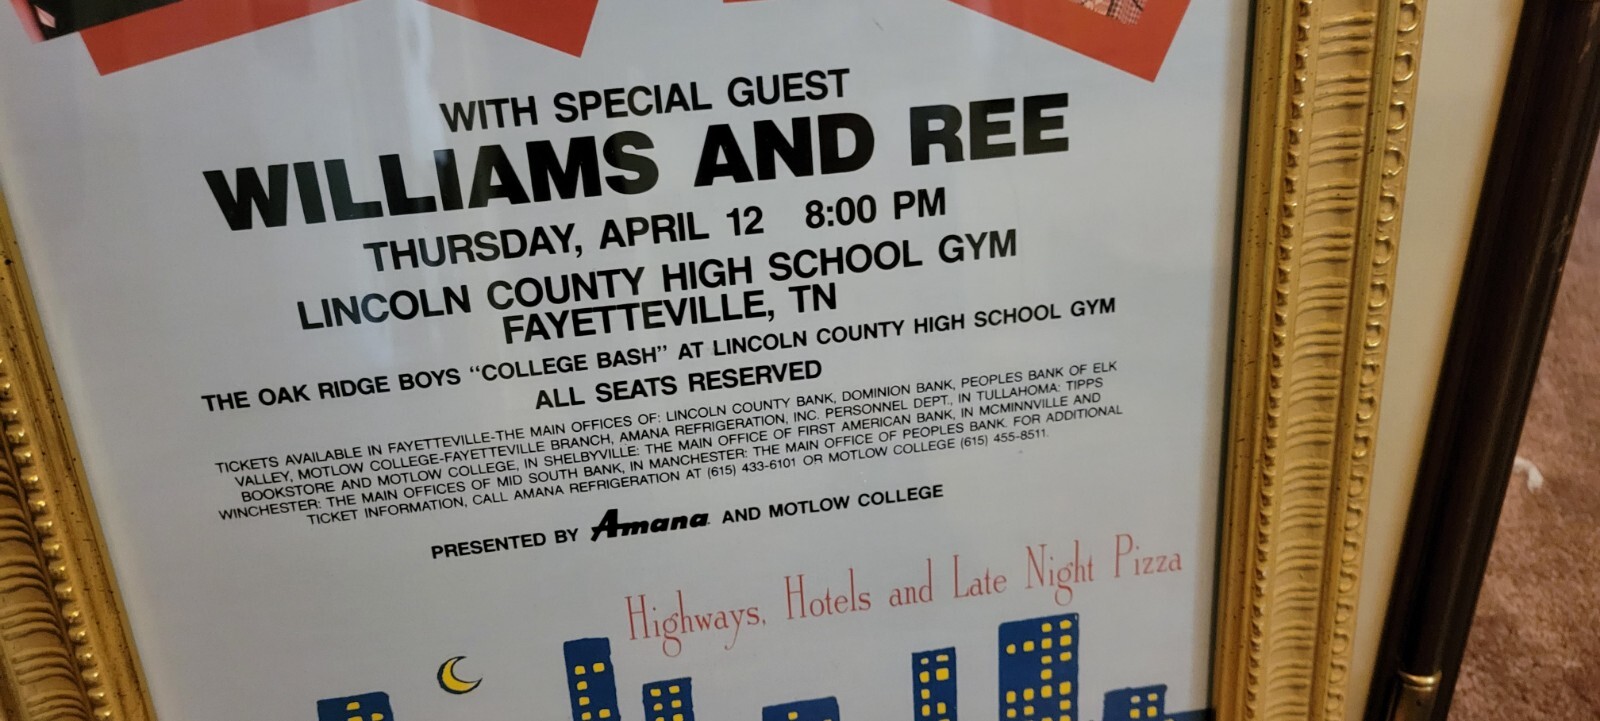 WITH SPECIAL GUEST
WILLIAMS AND REE
THURSDAY, APRIL 12 8:00 PM
LINCOLN COUNTY HIGH SCHOOL GYM
FAYETTEVILLE, TN
THE OAK RIDGE BOYS "COLLEGE BASH" AT LINCOLN COUNTY HIGH SCHOOL GYM
ALL SEATS RESERVED
TICKETS AVAILABLE IN FAYETTEVILLE-THE MAIN OFFICES OF: LINCOLN COUNTY BANK, DOMINION BANK, PEOPLES BANK OF ELK
VALLEY, MOTLOW COLLEGE-FAYETTEVILLE BRANCH, AMANA REFRIGERATION, INC. PERSONNEL DEPT., IN TULLAHOMA: TIPPS
BOOKSTORE AND MOTLOW COLLEGE, IN SHELBYVILLE: THE MAIN OFFICE OF FIRST AMERICAN BANK, IN MCMINNVILLE AND
WINCHESTER: THE MAIN OFFICES OF MID SOUTH BANK, IN MANCHESTER: THE MAIN OFFICE OF PEOPLES BANK. FOR ADDITIONAL
TICKET INFORMATION, CALL AMANA REFRIGERATION AT (615) 433-6101 OR MOTLOW COLLEGE (615) 455-8511.
PRESENTED BY Amana. AND MOTLOW COLLEGE
Highways, Hotels and Late Night Pizza